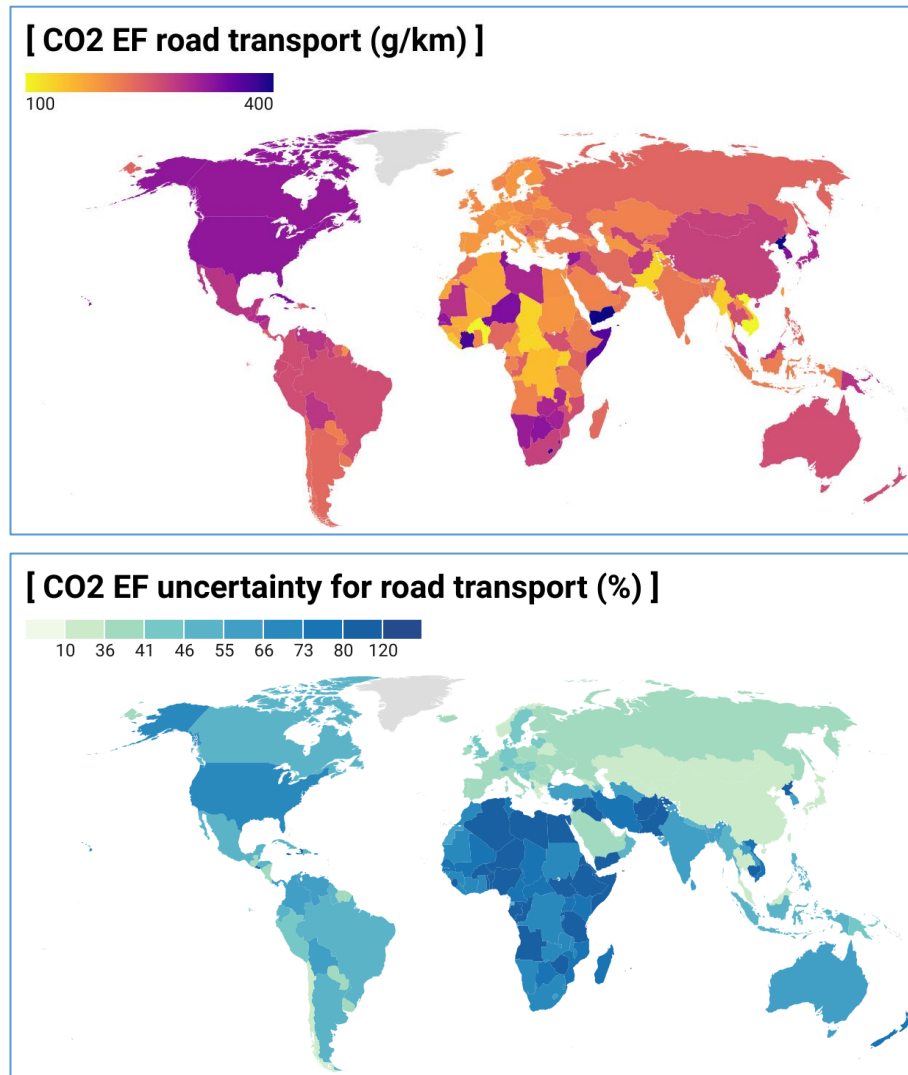 [ CO2 EF road transport (g/km) ]
100 400
[ CO2 EF uncertainty for road transport (%) ]
10 36 41 46 55 66 73 80 120